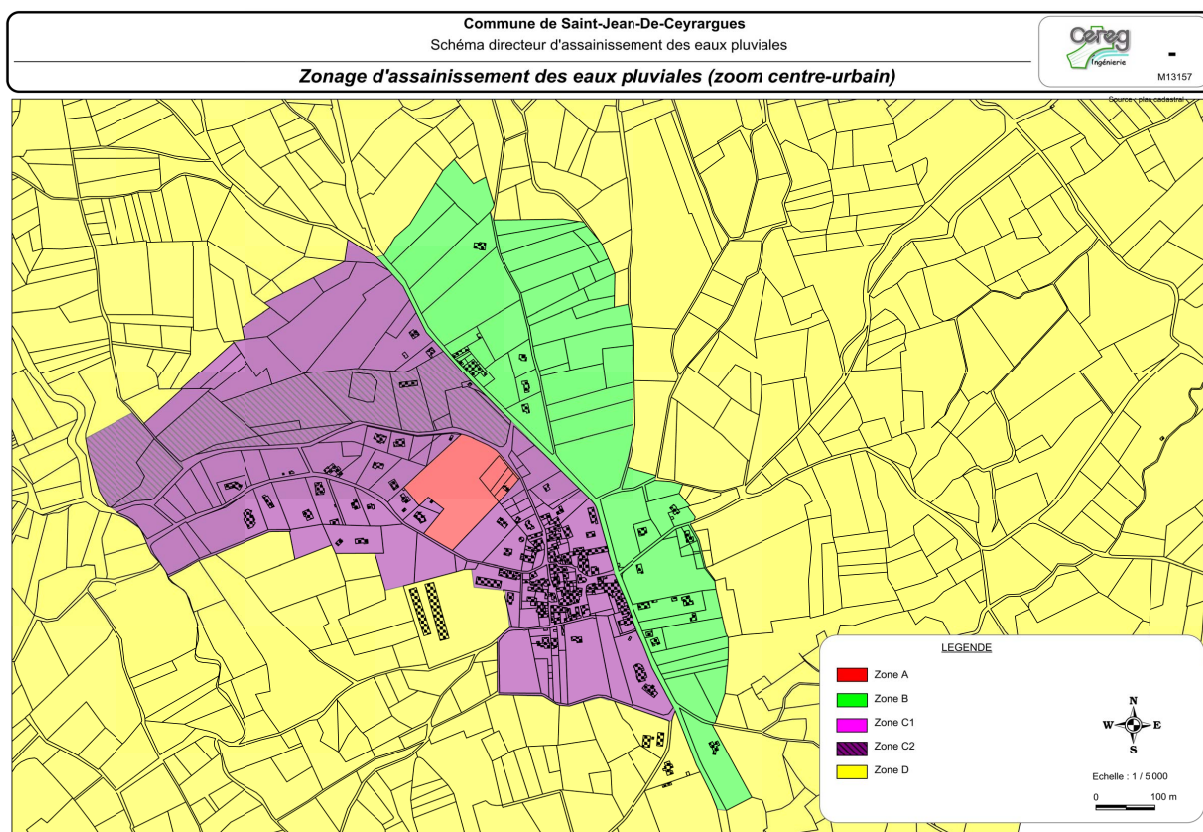 Commune de Saint-Jean-De-Ceyrargues
Schéma directeur d'assainissement des eaux pluviales
Zonage d'assainissement des eaux pluviales (zoom centre-urbain)
Cereg
Ingénierie
-
M13157
Source : plan cadastral
LEGENDE
Zone A
Zone B
Zone C1
Zone C2
Zone D
N
W E
S
Echelle : 1 / 5000
0 100 m